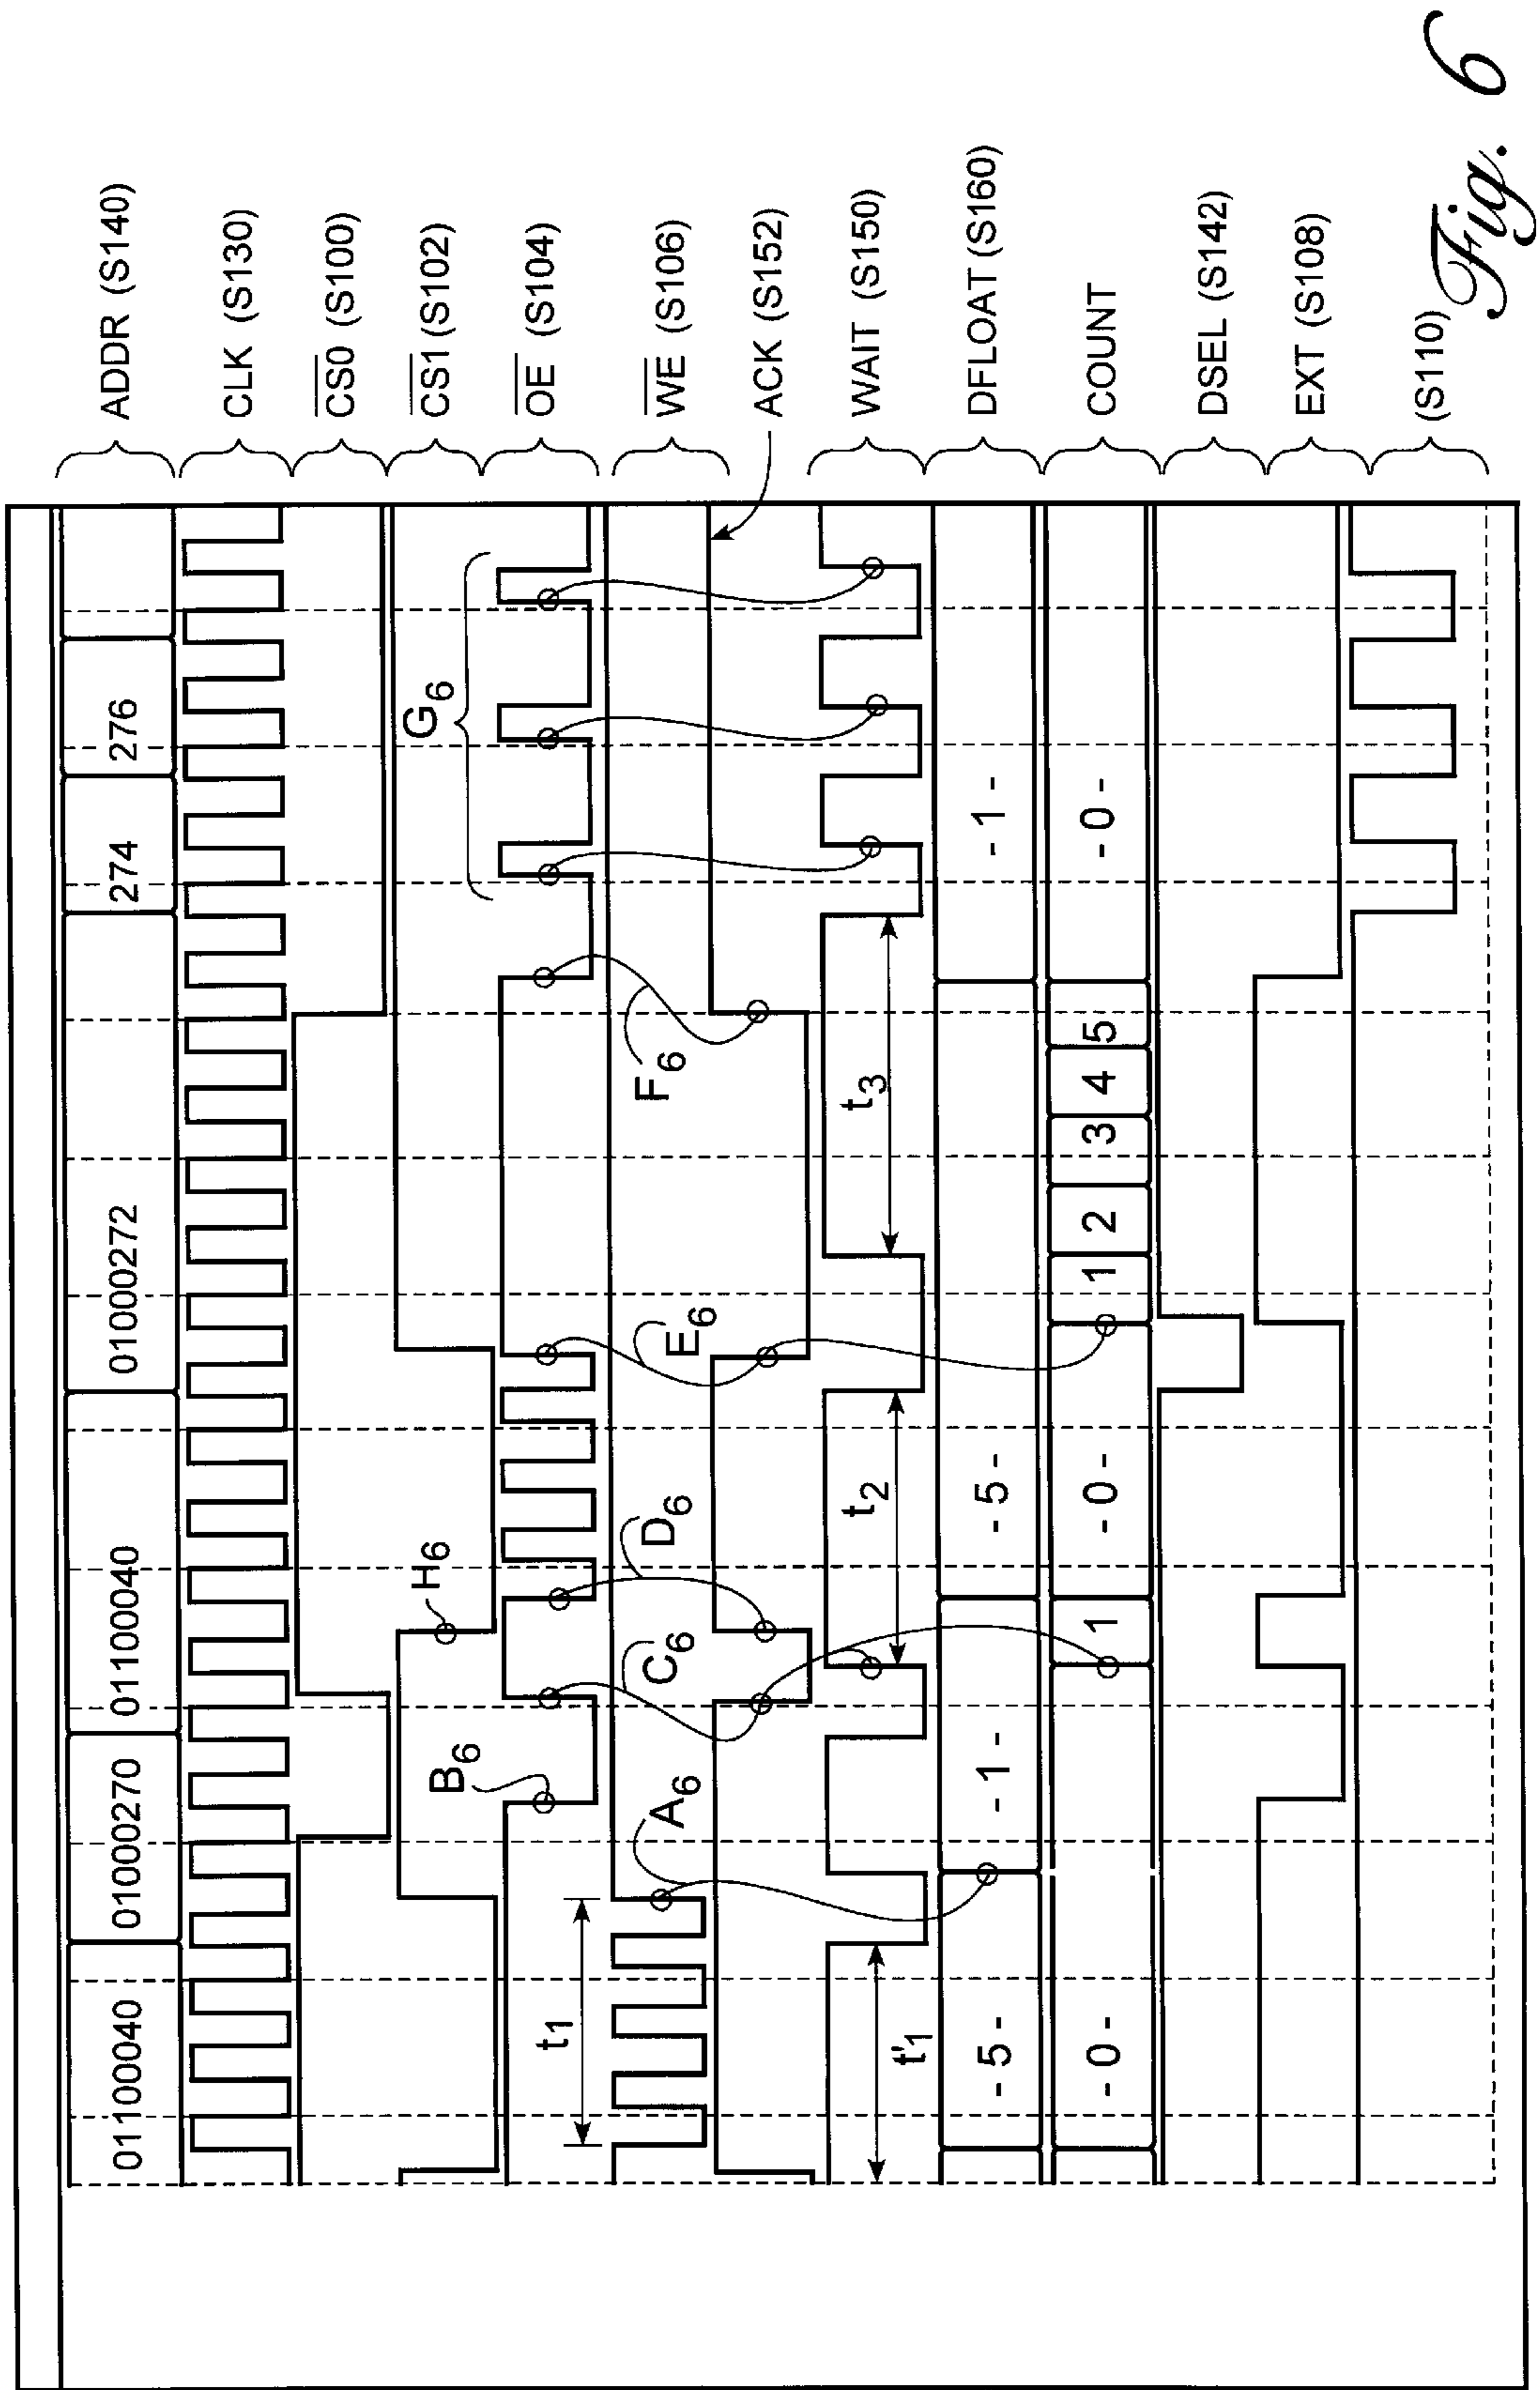 01100040 01000270 01100040 01000272 274 276 ADDR (S140)
CLK (S130)
CS0 (S100)
H6 CS1 (S102)
B6 G6 OE (S104)
t1 A6 C6 D6 E6 F6 WE (S106)
ACK (S152)
t'1 t2 t3 WAIT (S150)
-5- -1- -5- -1- DFLOAT (S160)
-0- 1 -0- 1 2 3 4 5 -0- COUNT
DSEL (S142)
EXT (S108)
(S110)
Fig. 6